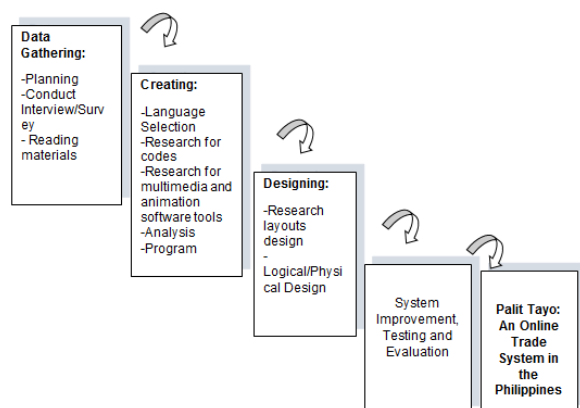 Data
Gathering:
-Planning
-Conduct
Interview/Surv
ey
- Reading
materials
Creating:
-Language
Selection
-Research for
codes
-Research for
multimedia and
animation
software tools
-Analysis
-Program
Designing:
-Research
layouts
design
-
Logical/Physi
cal Design
System
Improvement,
Testing and
Evaluation
Palit Tayo:
An Online
Trade
System in
the
Philippines